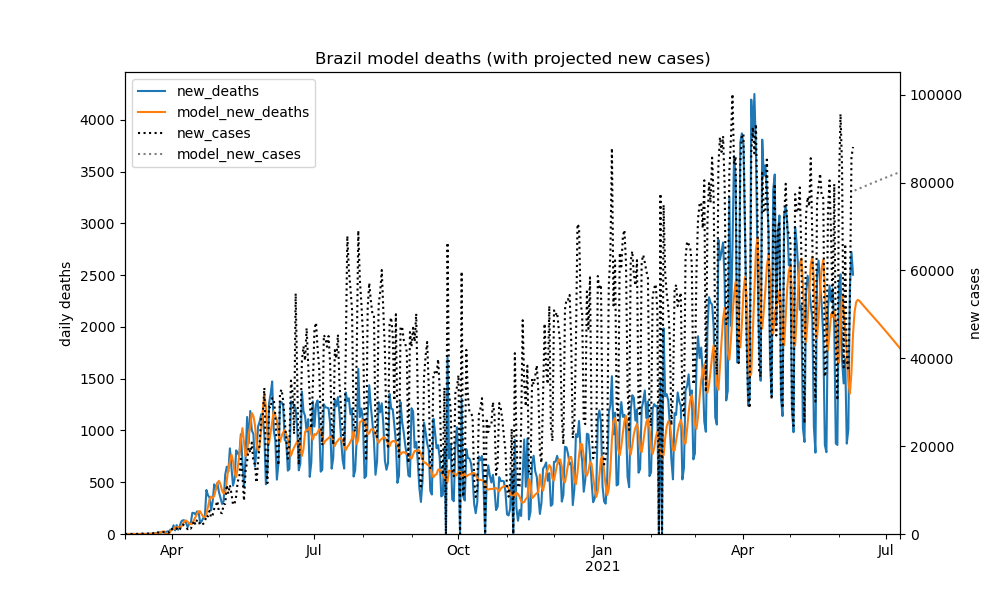 Brazil model deaths (with projected new cases)
new_deaths
model_new_deaths
new_cases
model_new_cases
daily deaths
4000
3500
3000
2500
2000
1500
1000
500
0
100000
80000
60000
40000
20000
0
new cases
Apr
Jul
Oct
Jan
2021
Apr
Jul